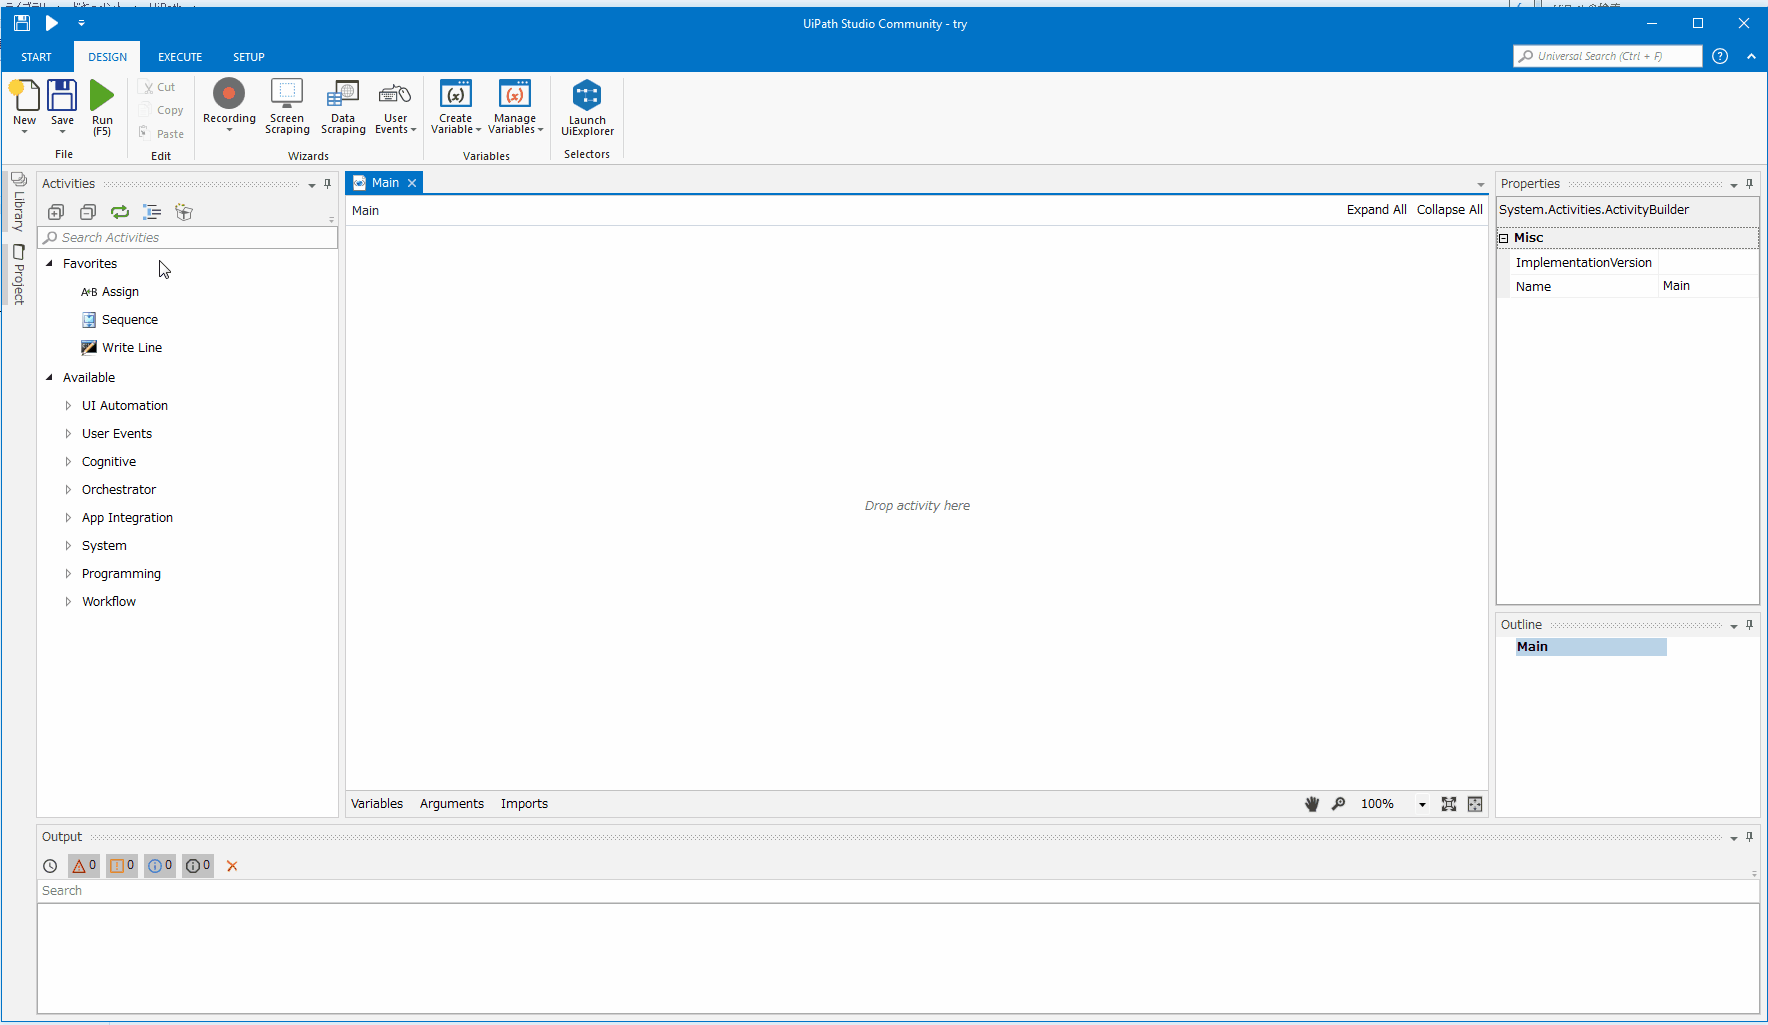 UiPath Studio Community - try
START DESIGN EXECUTE SETUP
Universal Search (Ctrl + F)
New
Save
Run
(F5)
File
Cut
Copy
Paste
Edit
Recording
Screen
Scraping
Data
Scraping
User
Events
Wizards
Create
Variable
Manage
Variables
Variables
Launch
UiExplorer
Selectors
Library
Project
Activities
Search Activities
Favorites
A+B Assign
Sequence
Write Line
Available
UI Automation
User Events
Cognitive
Orchestrator
App Integration
System
Programming
Workflow
Main
Main
Expand All Collapse All
Drop activity here
Variables Arguments Imports
100%
Properties
System.Activities.ActivityBuilder
Misc
ImplementationVersion
Name Main
Outline
Main
Output
0 0 0 0
Search